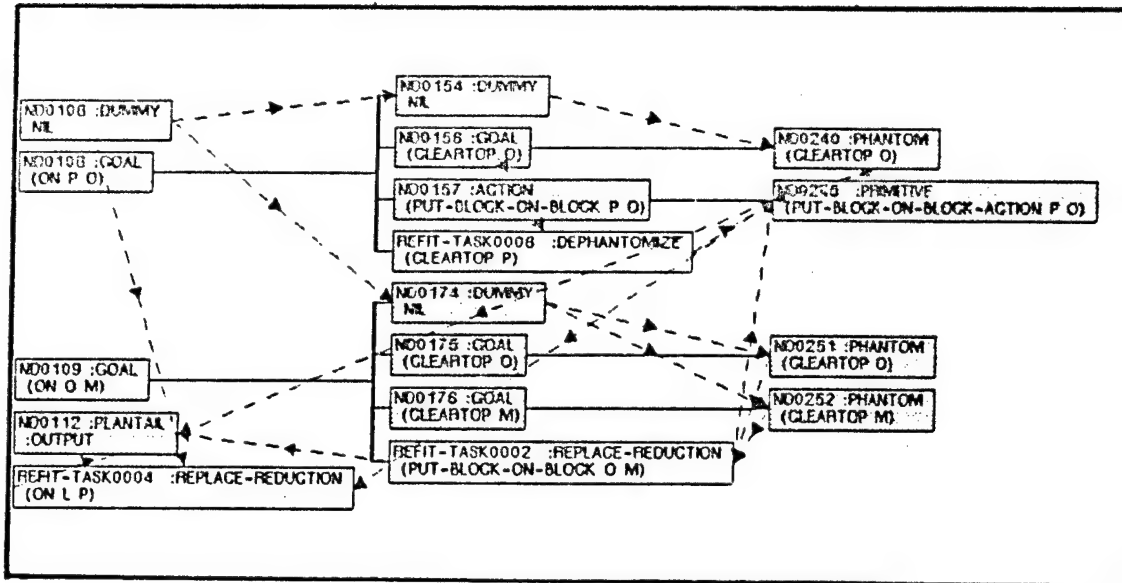 ND0106 :DUMMY
NIL
ND0108 :GOAL
(ON P O)
ND0109 :GOAL
(ON O M)
ND0112 :PLANTAIL
:OUTPUT
REFIT-TASK0004 :REPLACE-REDUCTION
(ON L P)
ND0154 :DUMMY
NIL
ND0156 :GOAL
(CLEARTOP O)
ND0157 :ACTION
(PUT-BLOCK-ON-BLOCK P O)
REFIT-TASK0008 :DEPHANTOMIZE
(CLEARTOP P)
ND0174 :DUMMY
NIL
ND0175 :GOAL
(CLEARTOP O)
ND0176 :GOAL
(CLEARTOP M)
REFIT-TASK0002 :REPLACE-REDUCTION
(PUT-BLOCK-ON-BLOCK O M)
ND0240 :PHANTOM
(CLEARTOP O)
:PRIMITIVE
(PUT-BLOCK-ON-BLOCK-ACTION P O)
ND0251 :PHANTOM
(CLEARTOP O)
ND0252 :PHANTOM
(CLEARTOP M)